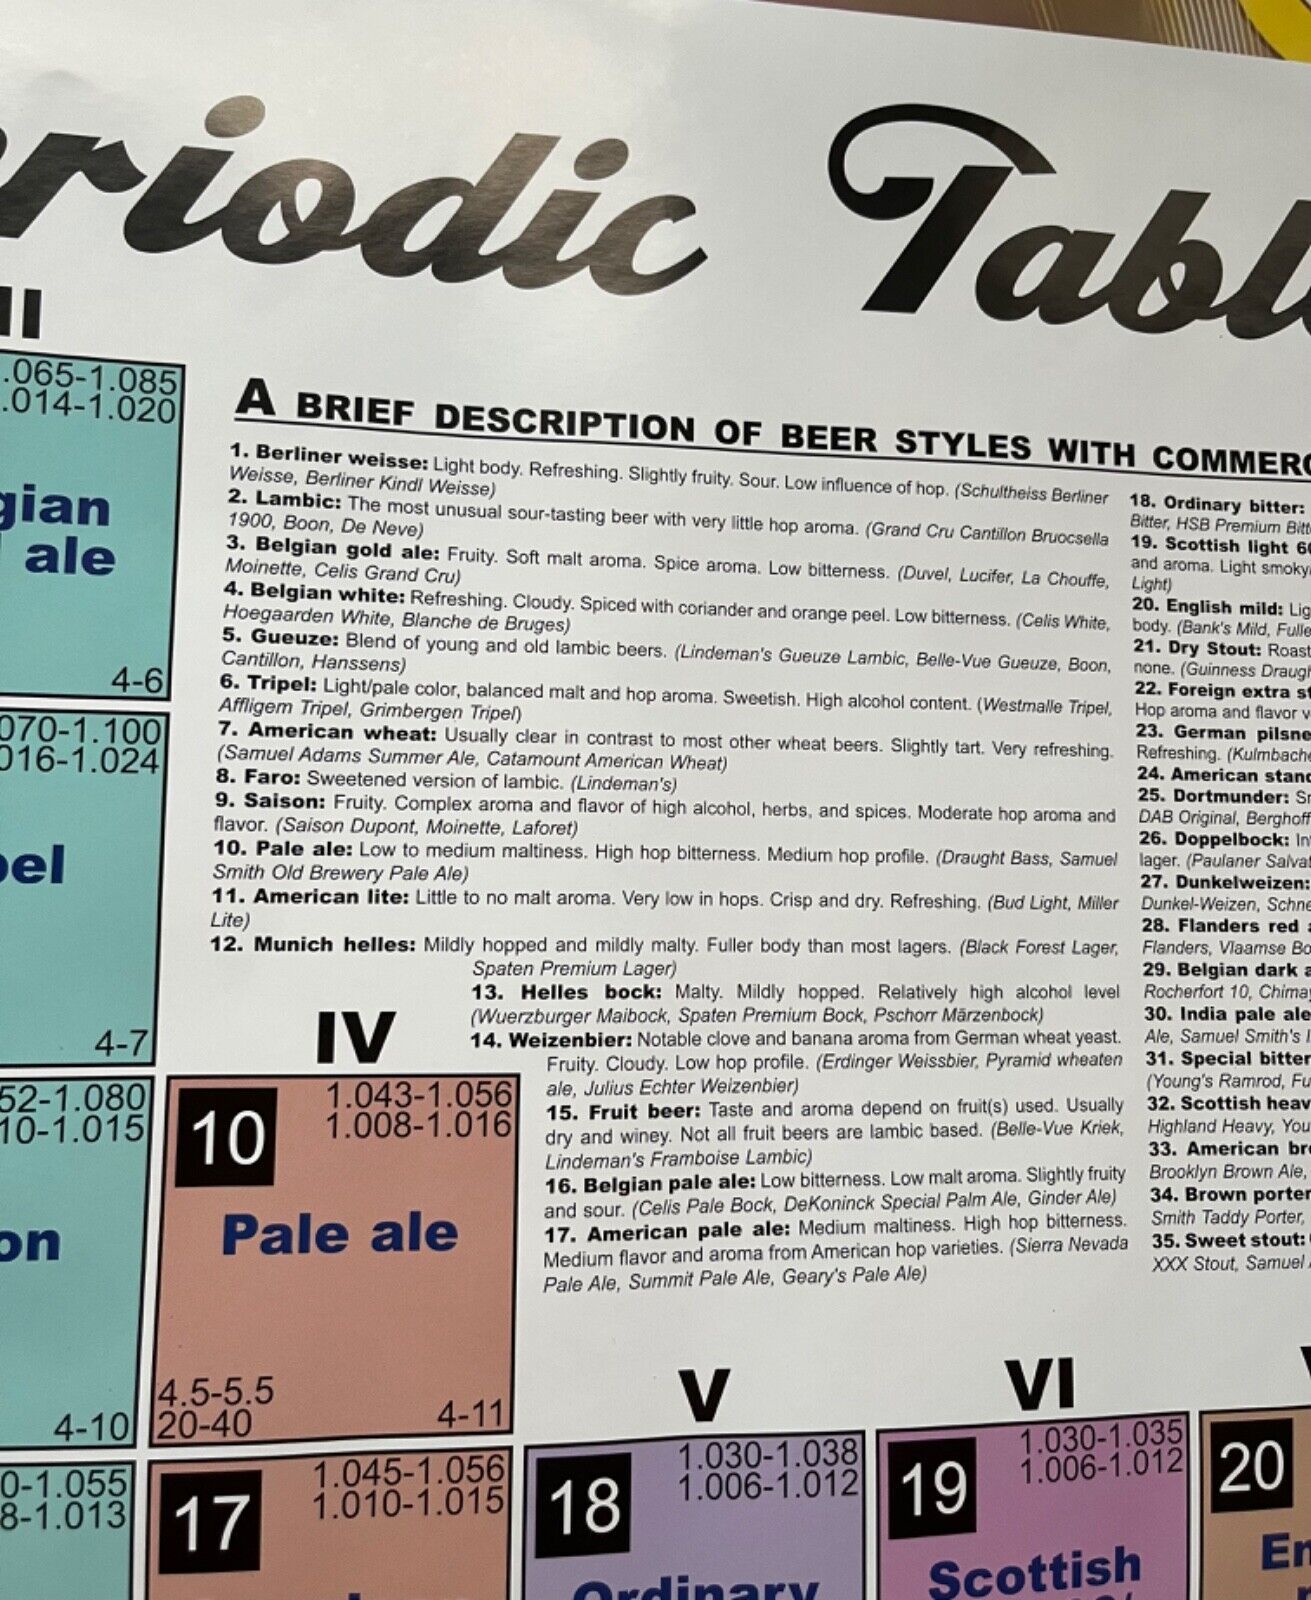 Periodic Table
II
.065-1.085
.014-1.020
gian
ale
4-6
070-1.100
016-1.024
pel
4-7
52-1.080
10-1.015
on
4-10
0-1.055
8-1.013
A BRIEF DESCRIPTION OF BEER STYLES WITH COMMERC
1. Berliner weisse: Light body. Refreshing. Slightly fruity. Sour. Low influence of hop. (Schultheiss Berliner
Weisse, Berliner Kindl Weisse)
2. Lambic: The most unusual sour-tasting beer with very little hop aroma. (Grand Cru Cantillon Bruocsella
1900, Boon, De Neve)
3. Belgian gold ale: Fruity. Soft malt aroma. Spice aroma. Low bitterness. (Duvel, Lucifer, La Chouffe,
Moinette, Celis Grand Cru)
4. Belgian white: Refreshing. Cloudy. Spiced with coriander and orange peel. Low bitterness. (Celis White,
Hoegaarden White, Blanche de Bruges)
5. Gueuze: Blend of young and old lambic beers. (Lindeman's Gueuze Lambic, Belle-Vue Gueuze, Boon,
Cantillon, Hanssens)
6. Tripel: Light/pale color, balanced malt and hop aroma. Sweetish. High alcohol content. (Westmalle Tripel,
Affligem Tripel, Grimbergen Tripel)
7. American wheat: Usually clear in contrast to most other wheat beers. Slightly tart. Very refreshing.
(Samuel Adams Summer Ale, Catamount American Wheat)
8. Faro: Sweetened version of lambic. (Lindeman's)
9. Saison: Fruity. Complex aroma and flavor of high alcohol, herbs, and spices. Moderate hop aroma and
flavor. (Saison Dupont, Moinette, Laforet)
10. Pale ale: Low to medium maltiness. High hop bitterness. Medium hop profile. (Draught Bass, Samuel
Smith Old Brewery Pale Ale)
11. American lite: Little to no malt aroma. Very low in hops. Crisp and dry. Refreshing. (Bud Light, Miller
Lite)
12. Munich helles: Mildly hopped and mildly malty. Fuller body than most lagers. (Black Forest Lager,
Spaten Premium Lager)
13. Helles bock: Malty. Mildly hopped. Relatively high alcohol level
(Wuerzburger Maibock, Spaten Premium Bock, Pschorr Märzenbock)
14. Weizenbier: Notable clove and banana aroma from German wheat yeast.
Fruity. Cloudy. Low hop profile. (Erdinger Weissbier, Pyramid wheaten
ale, Julius Echter Weizenbier)
15. Fruit beer: Taste and aroma depend on fruit(s) used. Usually
dry and winey. Not all fruit beers are lambic based. (Belle-Vue Kriek,
Lindeman's Framboise Lambic)
16. Belgian pale ale: Low bitterness. Low malt aroma. Slightly fruity
and sour. (Celis Pale Bock, DeKoninck Special Palm Ale, Ginder Ale)
17. American pale ale: Medium maltiness. High hop bitterness.
Medium flavor and aroma from American hop varieties. (Sierra Nevada
Pale Ale, Summit Pale Ale, Geary's Pale Ale)
18. Ordinary bitter:
Bitter, HSB Premium Bitt
19. Scottish light 60
and aroma. Light smoky
Light)
20. English mild: Lig
body. (Bank's Mild, Fulle
21. Dry Stout: Roast
none. (Guinness Draugh
22. Foreign extra st
Hop aroma and flavor v
23. German pilsne
Refreshing. (Kulmbache
24. American stand
25. Dortmunder: Sr
DAB Original, Berghoff
26. Doppelbock: In
lager. (Paulaner Salvat
27. Dunkelweizen:
Dunkel-Weizen, Schne
28. Flanders red a
Flanders, Vlaamse Bo
29. Belgian dark a
Rocherfort 10, Chimay
30. India pale ale
Ale, Samuel Smith's I
31. Special bitter
(Young's Ramrod, Fu
32. Scottish heav
Highland Heavy, You
33. American bro
Brooklyn Brown Ale,
34. Brown porter
Smith Taddy Porter,
35. Sweet stout:
XXX Stout, Samuel
IV
10
1.043-1.056
1.008-1.016
Pale ale
4.5-5.5
20-40
4-11
17
1.045-1.056
1.010-1.015
V
18
1.030-1.038
1.006-1.012
Ordinary
VI
19
1.030-1.035
1.006-1.012
Scottish
20
En